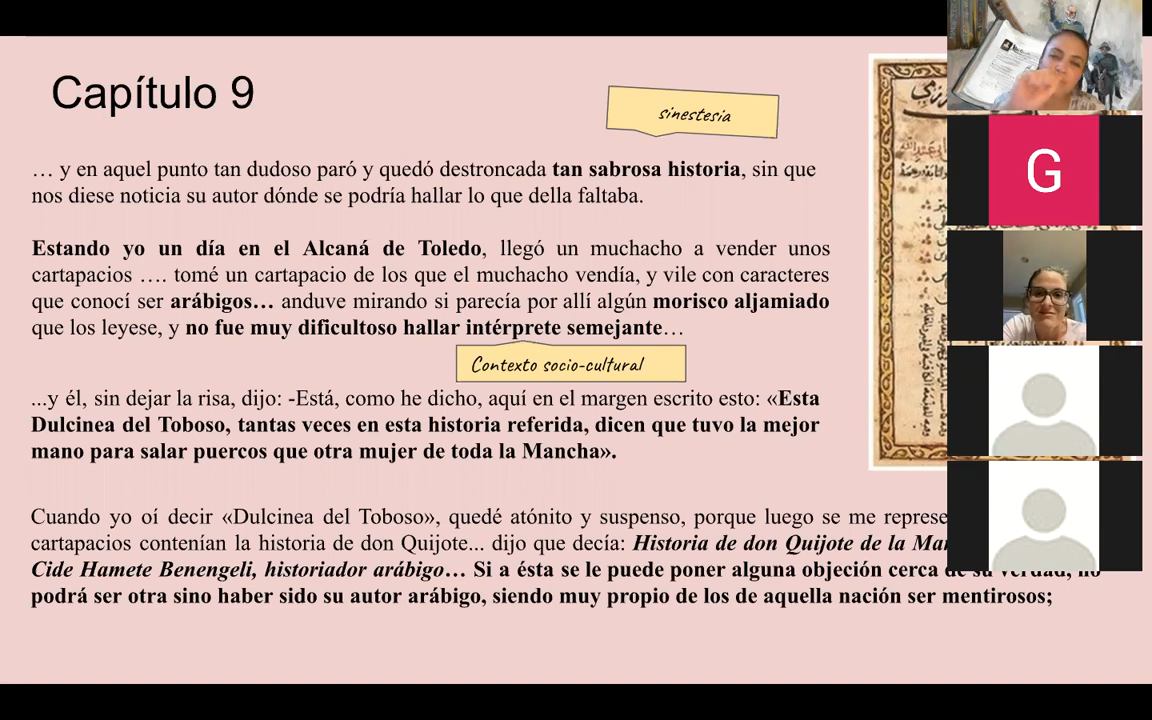 Capítulo 9
sinestesia
… y en aquel punto tan dudoso paró y quedó destroncada tan sabrosa historia, sin que
nos diese noticia su autor dónde se podría hallar lo que della faltaba.
Estando yo un día en el Alcaná de Toledo, llegó un muchacho a vender unos
cartapacios …. tomé un cartapacio de los que el muchacho vendía, y vile con caracteres
que conocí ser arábigos… anduve mirando si parecía por allí algún morisco aljamiado
que los leyese, y no fue muy dificultoso hallar intérprete semejante…
Contexto socio-cultural
...y él, sin dejar la risa, dijo: -Está, como he dicho, aquí en el margen escrito esto: «Esta
Dulcinea del Toboso, tantas veces en esta historia referida, dicen que tuvo la mejor
mano para salar puercos que otra mujer de toda la Mancha».
Cuando yo oí decir «Dulcinea del Toboso», quedé atónito y suspenso, porque luego se me
cartapacios contenían la historia de don Quijote... dijo que decía: Historia de don Quijote de la
Cide Hamete Benengeli, historiador arábigo… Si a ésta se le puede poner alguna objeción cerca
podrá ser otra sino haber sido su autor arábigo, siendo muy propio de los de aquella nación ser mentirosos;
G